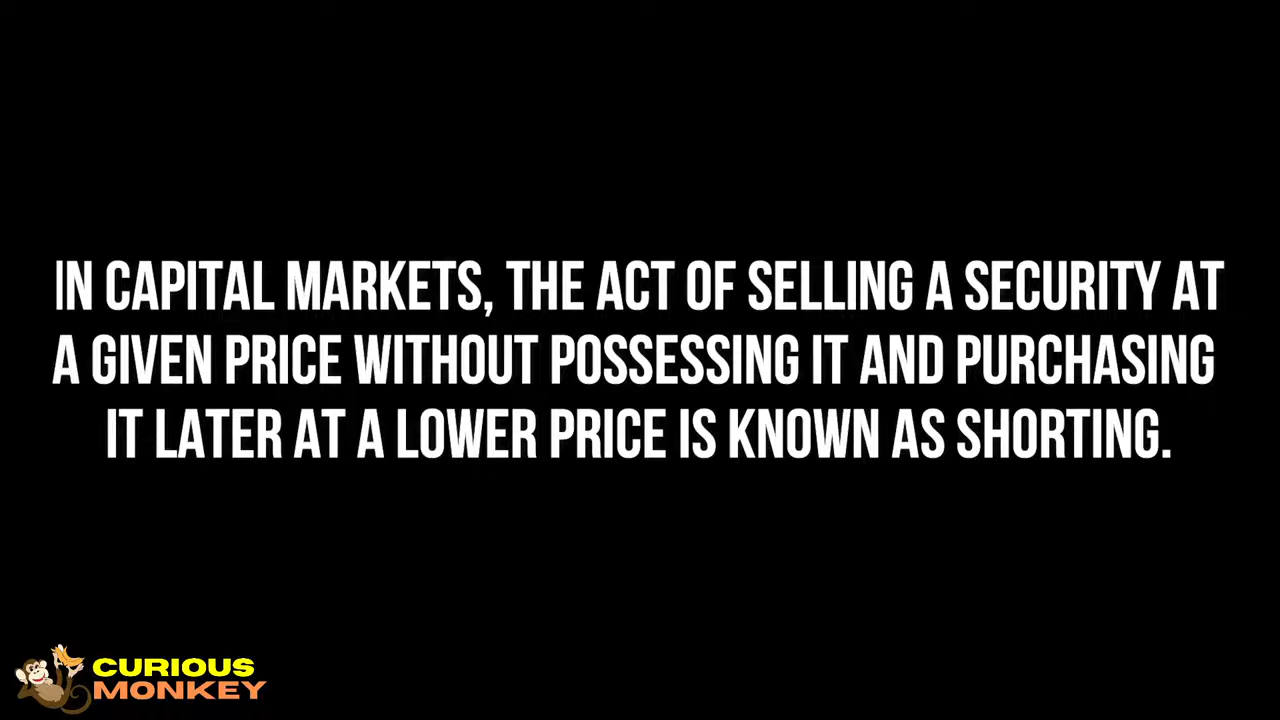 IN CAPITAL MARKETS, THE ACT OF SELLING A SECURITY AT
A GIVEN PRICE WITHOUT POSSESSING IT AND PURCHASING
IT LATER AT A LOWER PRICE IS KNOWN AS SHORTING.
CURIOUS
MONKEY